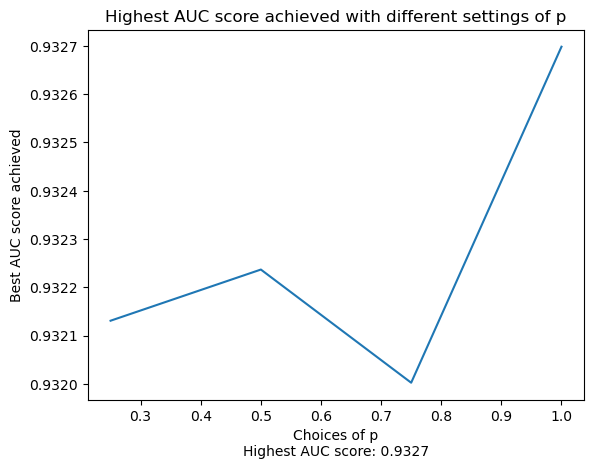 Highest AUC score achieved with different settings of p
Best AUC score achieved
0.9327
0.9326
0.9325
0.9324
0.9323
0.9322
0.9321
0.9320
0.3 0.4 0.5 0.6 0.7 0.8 0.9 1.0
Choices of p
Highest AUC score: 0.9327